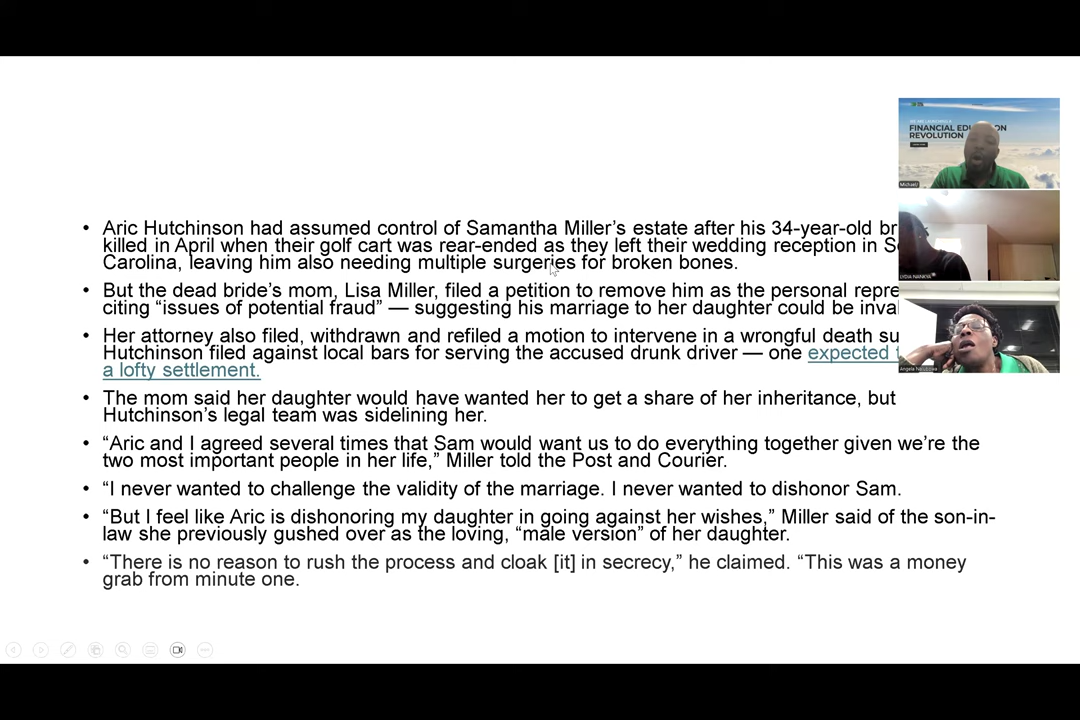 Aric Hutchinson had assumed control of Samantha Miller's estate after his 34-year-old
killed in April when their golf cart was rear-ended as they left their wedding reception in
Carolina, leaving him also needing multiple surgeries for broken bones.
But the dead bride's mom, Lisa Miller, filed a petition to remove him as the personal
citing “issues of potential fraud” — suggesting his marriage to her daughter could be
Her attorney also filed, withdrawn and refiled a motion to intervene in a wrongful death
Hutchinson filed against local bars for serving the accused drunk driver — one expected
a lofty settlement.
The mom said her daughter would have wanted her to get a share of her inheritance, but
Hutchinson's legal team was sidelining her.
“Aric and I agreed several times that Sam would want us to do everything together given we're the
two most important people in her life,” Miller told the Post and Courier.
“I never wanted to challenge the validity of the marriage. I never wanted to dishonor Sam.
“But I feel like Aric is dishonoring my daughter in going against her wishes,” Miller said of the son-in-
law she previously gushed over as the loving, “male version” of her daughter.
“There is no reason to rush the process and cloak [it] in secrecy,” he claimed. “This was a money
grab from minute one.
FINANCIAL
REVOLUTION
Michael
LYDIA
Angela